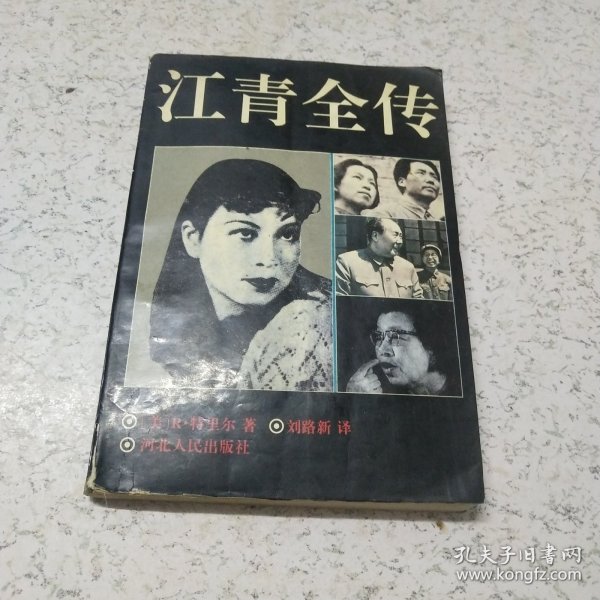 江青全传
[美]R·特里尔 著 刘路新 译
河北人民出版社
孔夫子旧书网
www.kongfz.com